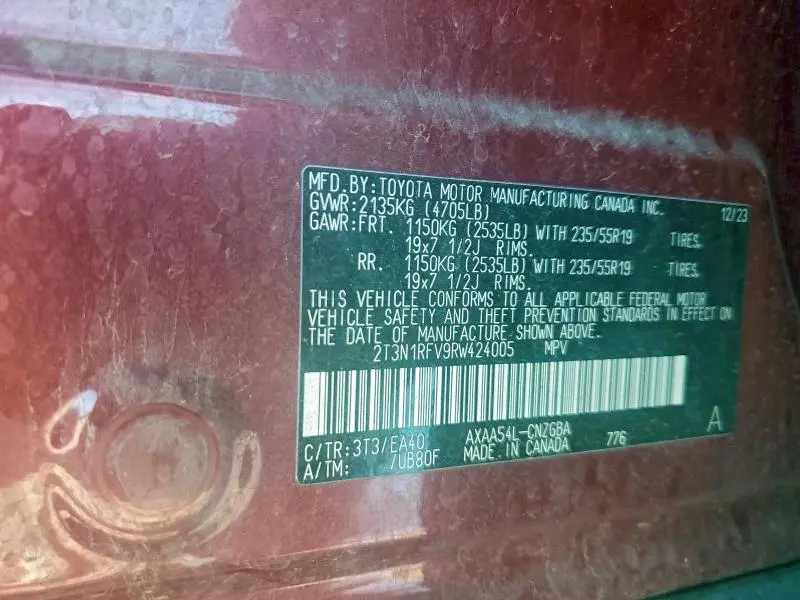 MFD.BY:TOYOTA MOTOR MANUFACTURING CANADA INC. 12/23
GVWR:2135KG (4705LB)
GAWR:FRT. 1150KG (2535LB) WITH 235/55R19 TIRES.
19x7 1/2J RIMS.
RR. 1150KG (2535LB) WITH 235/55R19 TIRES.
19x7 1/2J RIMS.
THIS VEHICLE CONFORMS TO ALL APPLICABLE FEDERAL MOTOR
VEHICLE SAFETY AND THEFT PREVENTION STANDARDS IN EFFECT ON
THE DATE OF MANUFACTURE SHOWN ABOVE.
2T3N1RFV9RW424005 MPV
C/TR:3T3/EA40 AXAA54L-CNZGBA 776 A
A/TM: /UB80F MADE IN CANADA